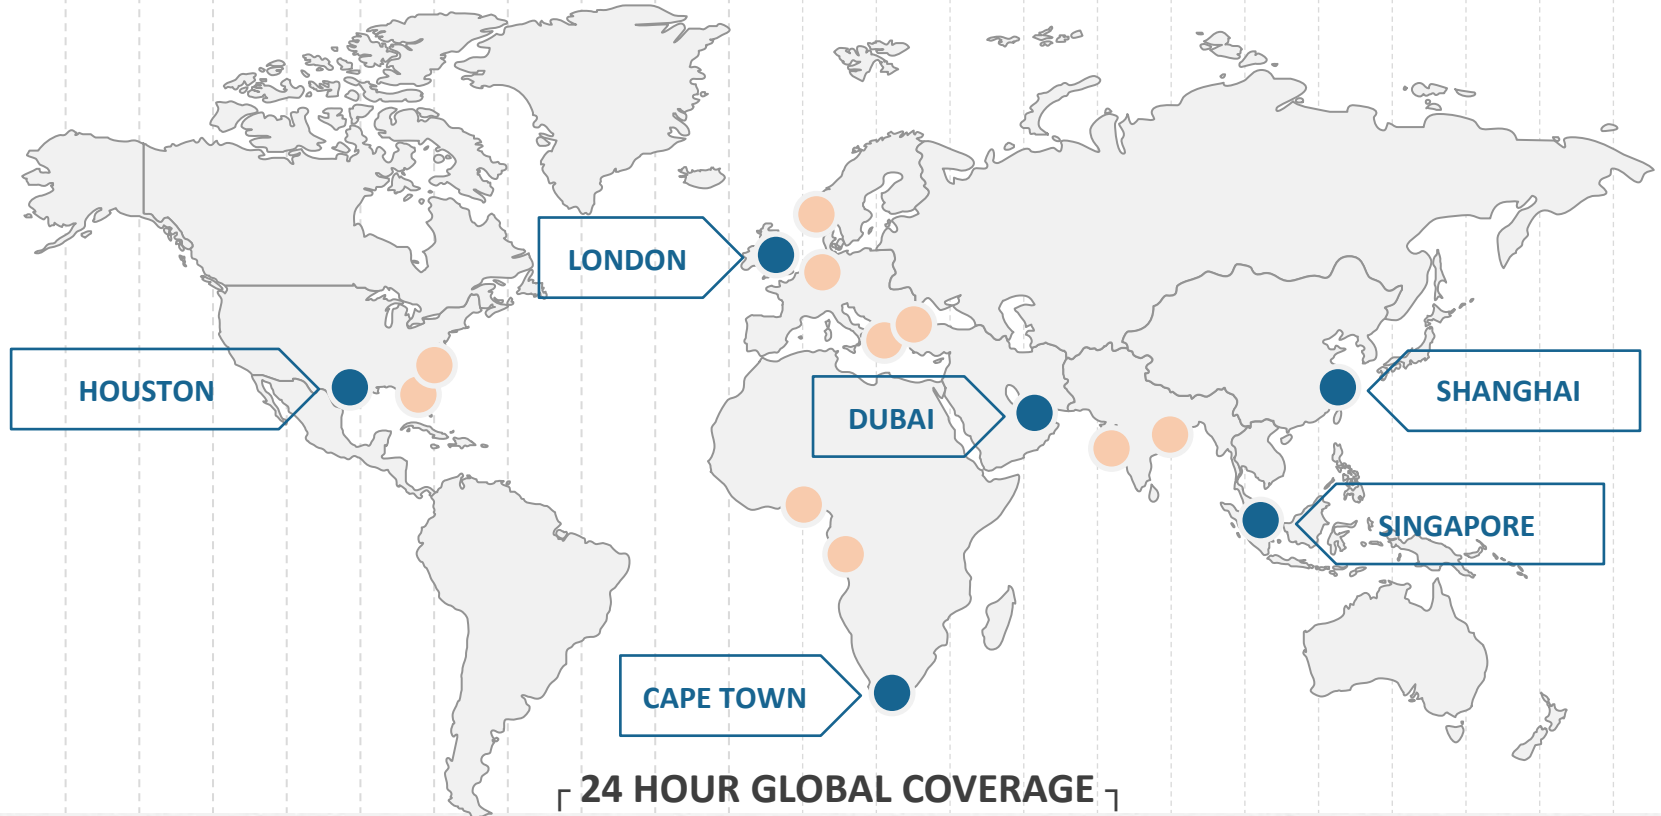 LONDON
HOUSTON
SHANGHAI
DUBAI
SINGAPORE
CAPE TOWN
24 HOUR GLOBAL COVERAGE